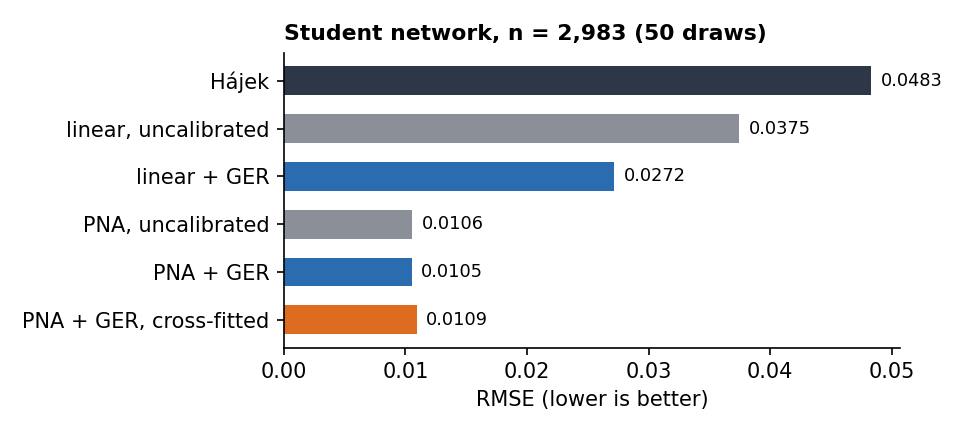 Student network, n = 2,983 (50 draws)
Hájek 0.0483
linear, uncalibrated 0.0375
linear + GER 0.0272
PNA, uncalibrated 0.0106
PNA + GER 0.0105
PNA + GER, cross-fitted 0.0109
0.00 0.01 0.02 0.03 0.04 0.05
RMSE (lower is better)